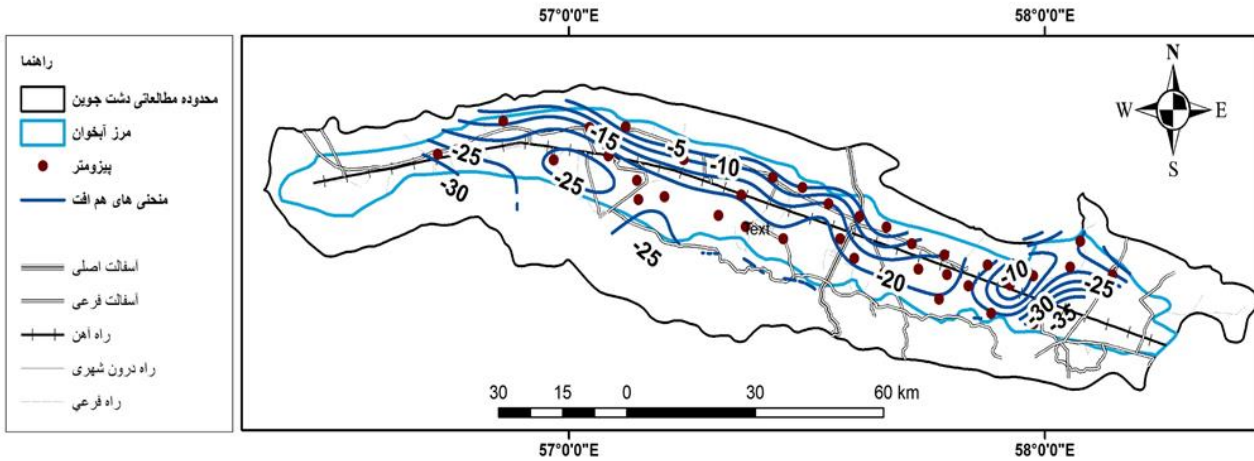 57°0'0"E
58°0'0"E
راهنما
محدوده مطالعاتی دشت جوین
مرز آبخوان
پیزومتر
منحنی های هم افت
آسفالت اصلی
آسفالت فرعی
راه آهن
راه درون شهری
راه فرعي
N
W
E
S
-5
-15
-10
-25
-30
-25
Text
-25
-20
-10
-25
-30
-35
30
15
0
30
60 km
57°0'0"E
58°0'0"E